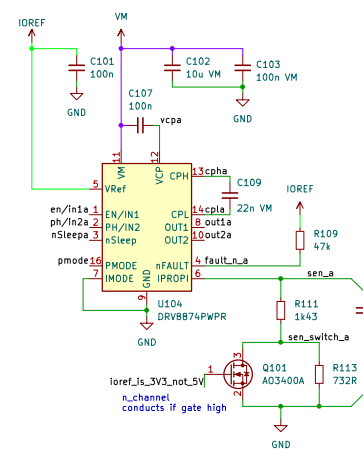 IOREF
VM
C101
100n
C102
10u VM
C103
100n VM
GND
GND
C107
100n
vcpa
11
12
VM
VCP
CPH
13
cpha
5
VRef
C109
22n VM
CPL
14
cpla
en/in1a
1
EN/IN1
OUT1
8
out1a
ph/in2a
2
PH/IN2
OUT2
10
out2a
nSleepa
3
nSleep
IOREF
R109
47k
pmode
16
PMODE
nFAULT
4
fault_n_a
7
IMODE
GND
IPROPI
6
sen_a
9
U104
DRV8874PWPR
GND
R111
1k43
sen_switch_a
3
Q101
AO3400A
1
2
ioref_is_3V3_not_5V
R113
732R
n_channel
conducts if gate high
GND